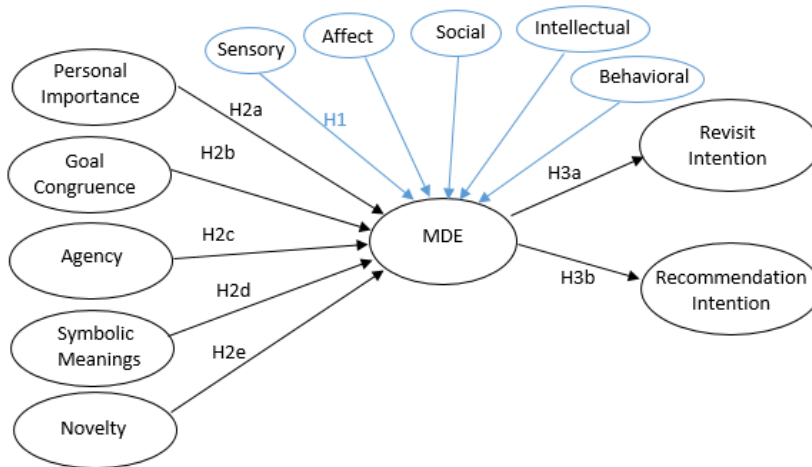 Sensory
Affect
Social
Intellectual
Behavioral
Personal
Importance
Goal
Congruence
Agency
Symbolic
Meanings
Novelty
H1
H2a
H2b
H2c
H2d
H2e
MDE
H3a
H3b
Revisit
Intention
Recommendation
Intention